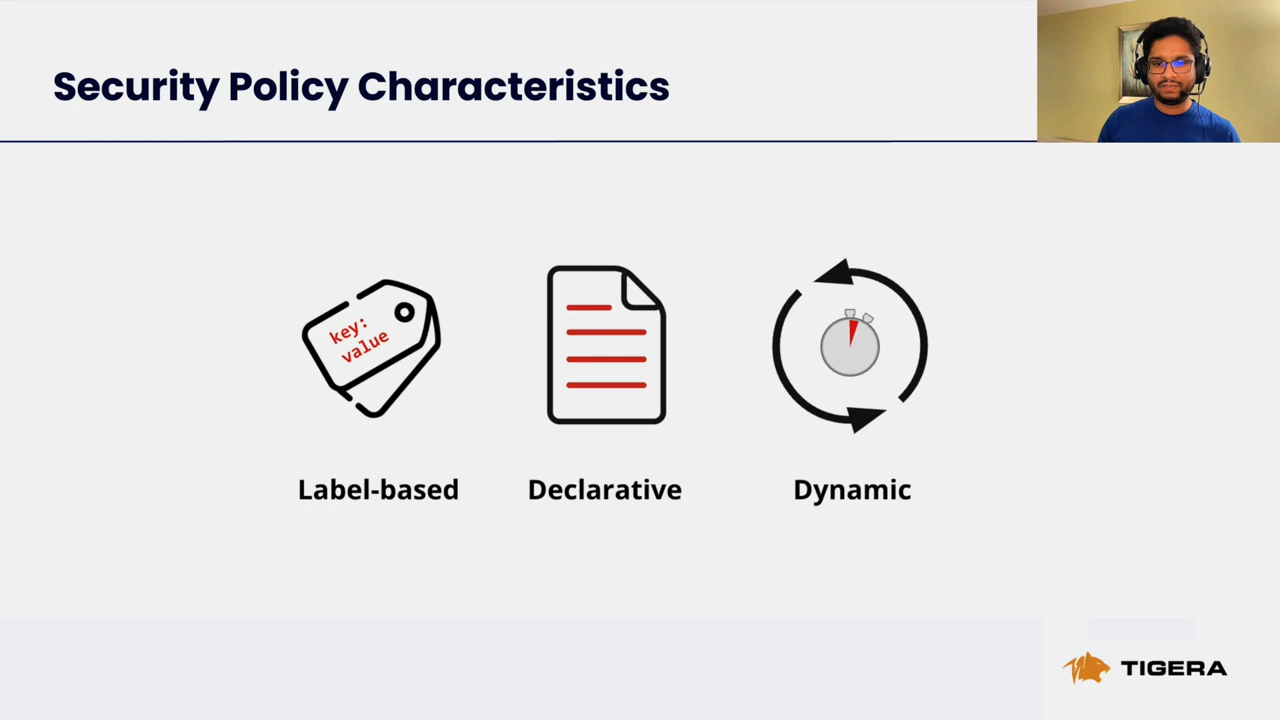 Security Policy Characteristics
key:
value
Label-based
Declarative
Dynamic
TIGERA